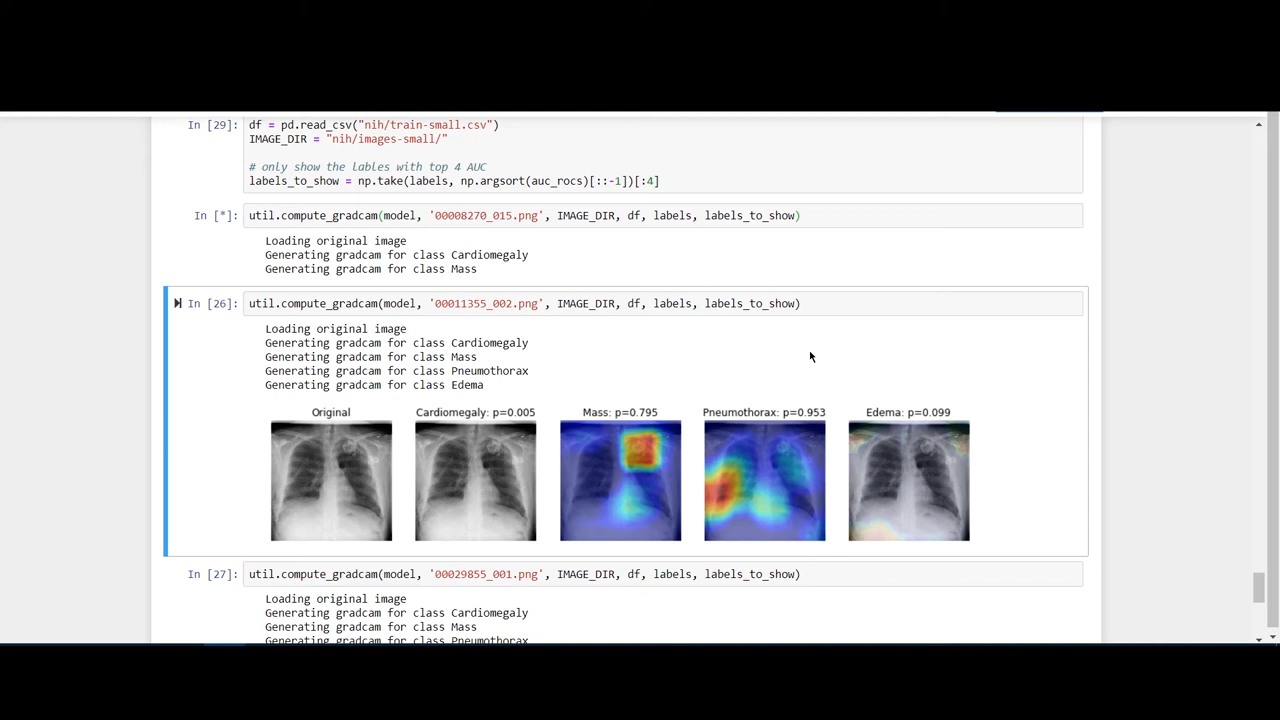 In [29]: df = pd.read_csv("nih/train-small.csv")
IMAGE_DIR = "nih/images-small/"
# only show the lables with top 4 AUC
labels_to_show = np.take(labels, np.argsort(auc_rocs)[::-1])[:4]
In [*]: util.compute_gradcam(model, '00008270_015.png', IMAGE_DIR, df, labels, labels_to_show)
Loading original image
Generating gradcam for class Cardiomegaly
Generating gradcam for class Mass
In [26]: util.compute_gradcam(model, '00011355_002.png', IMAGE_DIR, df, labels, labels_to_show)
Loading original image
Generating gradcam for class Cardiomegaly
Generating gradcam for class Mass
Generating gradcam for class Pneumothorax
Generating gradcam for class Edema
Original Cardiomegaly: p=0.005 Mass: p=0.795 Pneumothorax: p=0.953 Edema: p=0.099
In [27]: util.compute_gradcam(model, '00029855_001.png', IMAGE_DIR, df, labels, labels_to_show)
Loading original image
Generating gradcam for class Cardiomegaly
Generating gradcam for class Mass
Generating gradcam for class Pneumothorax